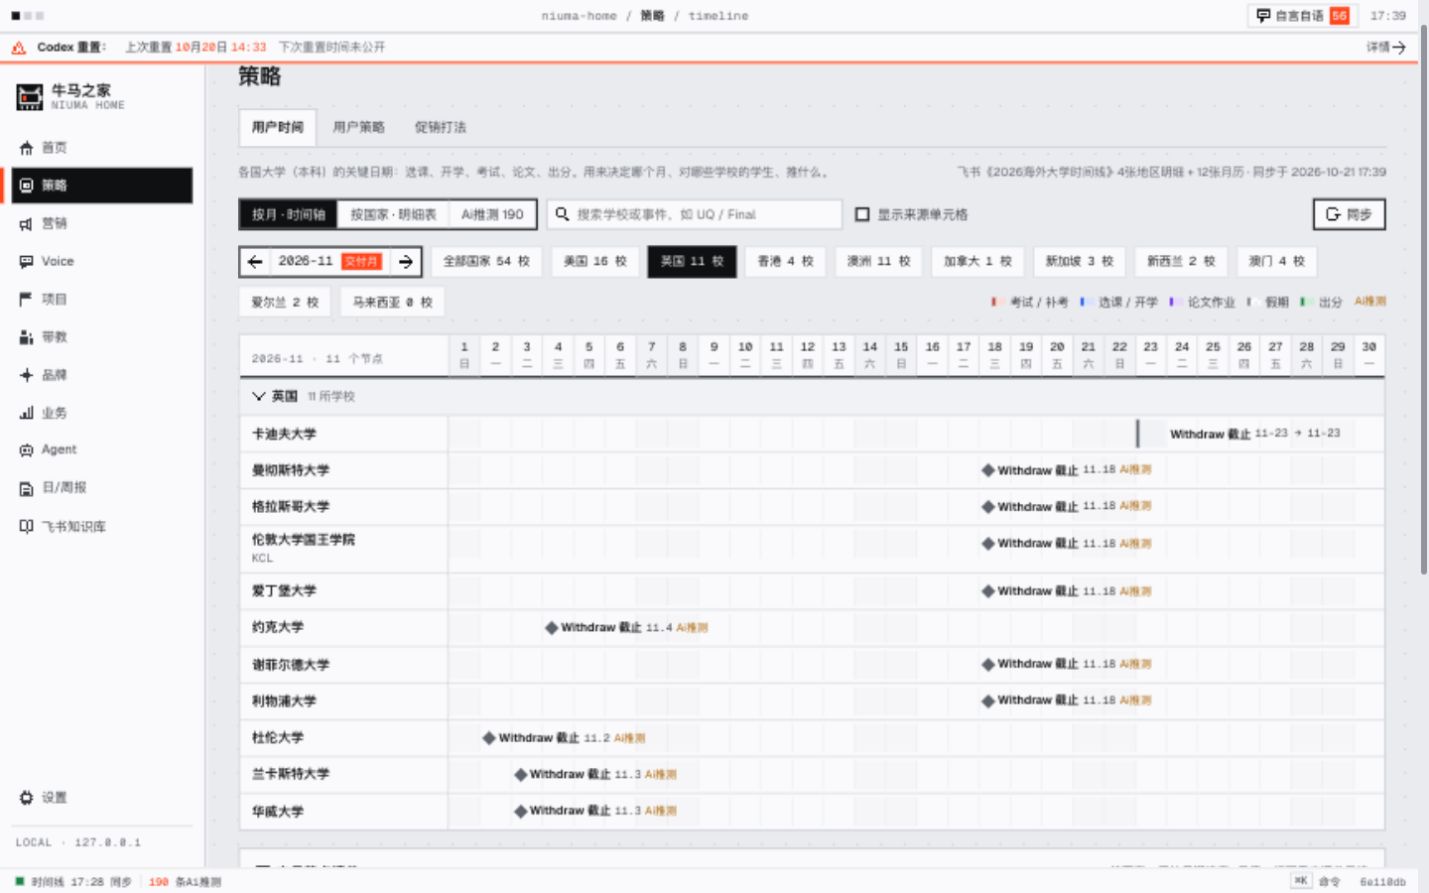 niuma-home / 策略 / timeline
自言自语 56 17:39
Codex 重置： 上次重置 10月20日 14:33 下次重置时间未公开 详情→
牛马之家
NIUMA HOME
首页
策略
营销
Voice
项目
带教
品牌
业务
Agent
日/周报
飞书知识库
设置
LOCAL · 127.0.0.1
策略
用户时间 用户策略 促销打法
各国大学（本科）的关键日期：选课、开学、考试、论文、出分。用来决定哪个月、对哪些学校的学生、推什么。
飞书《2026海外大学时间线》4张地区明细 + 12张月历 · 同步于 2026-10-21 17:39
按月 · 时间轴 按国家 · 明细表 Ai推测 190 搜索学校或事件，如 UQ / Final 显示来源单元格 同步
← 2026-11 交付月 → 全部国家 54 校 美国 16 校 英国 11 校 香港 4 校 澳洲 11 校 加拿大 1 校 新加坡 3 校 新西兰 2 校 澳门 4 校
爱尔兰 2 校 马来西亚 0 校 考试 / 补考 选课 / 开学 论文作业 假期 出分 Ai推测
2026-11 · 11 个节点
1 2 3 4 5 6 7 8 9 10 11 12 13 14 15 16 17 18 19 20 21 22 23 24 25 26 27 28 29 30
日 一 二 三 四 五 六 日 一 二 三 四 五 六 日 一 二 三 四 五 六 日 一 二 三 四 五 六 日 一
英国 11 所学校
卡迪夫大学 Withdraw 截止 11-23 → 11-23
曼彻斯特大学 Withdraw 截止 11.18 Ai推测
格拉斯哥大学 Withdraw 截止 11.18 Ai推测
伦敦大学国王学院 Withdraw 截止 11.18 Ai推测
KCL
爱丁堡大学 Withdraw 截止 11.18 Ai推测
约克大学 Withdraw 截止 11.4 Ai推测
谢菲尔德大学 Withdraw 截止 11.18 Ai推测
利物浦大学 Withdraw 截止 11.18 Ai推测
杜伦大学 Withdraw 截止 11.2 Ai推测
兰卡斯特大学 Withdraw 截止 11.3 Ai推测
华威大学 Withdraw 截止 11.3 Ai推测
时间线 17:28 同步 190 条Ai推测
⌘K 命令 6e118db